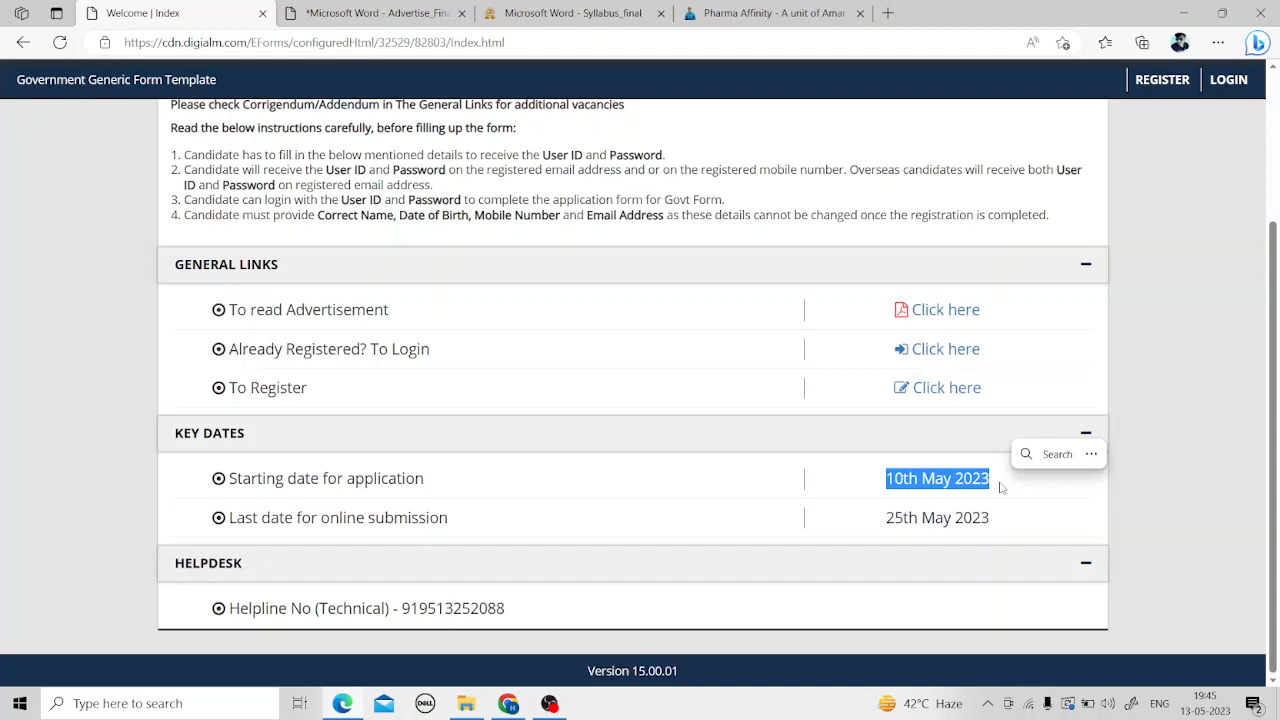 Welcome | Index
*Microsoft Word - Advertise_Fina
Microsoft Word - Syllabus_final
Pharma Affinity - A unit of Amar
https://cdn.digialm.com/EForms/configuredHtml/32529/82803/Index.html
Government Generic Form Template
REGISTER
LOGIN
Please check Corrigendum/Addendum in The General Links for additional vacancies
Read the below instructions carefully, before filling up the form:
1. Candidate has to fill in the below mentioned details to receive the User ID and Password.
2. Candidate will receive the User ID and Password on the registered email address and or on the registered mobile number. Overseas candidates will receive both User
ID and Password on registered email address.
3. Candidate can login with the User ID and Password to complete the application form for Govt Form.
4. Candidate must provide Correct Name, Date of Birth, Mobile Number and Email Address as these details cannot be changed once the registration is completed.
GENERAL LINKS
To read Advertisement Click here
Already Registered? To Login Click here
To Register Click here
KEY DATES
Search
Starting date for application 10th May 2023
Last date for online submission 25th May 2023
HELPDESK
Helpline No (Technical) - 919513252088
Version 15.00.01
Type here to search
DELL
42°C Haze
ENG
19:45
13-05-2023
2